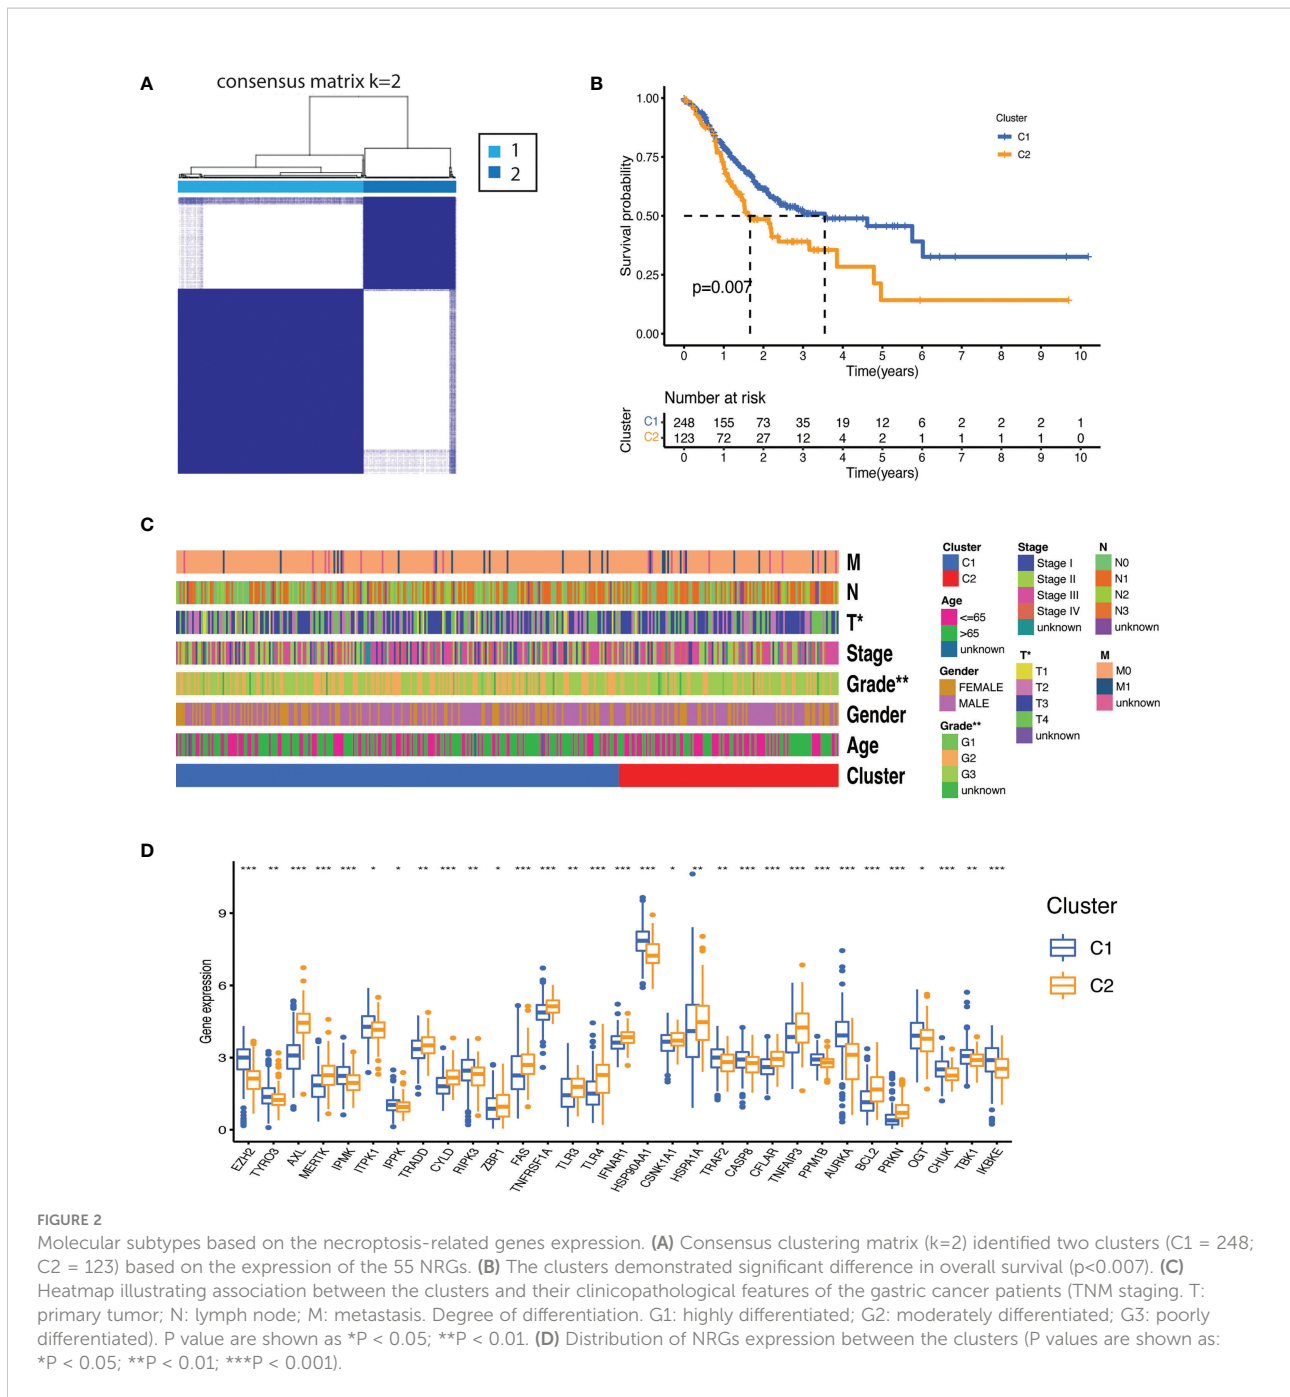 A
consensus matrix k=2
1
2
B
1.00
0.75
0.50
0.25
0.00
Survival probability
Cluster
C1
C2
p=0.007
0 1 2 3 4 5 6 7 8 9 10
Time(years)
Number at risk
Cluster
C1 248 155 73 35 19 12 6 2 2 2 1
C2 123 72 27 12 4 2 1 1 1 1 0
0 1 2 3 4 5 6 7 8 9 10
Time(years)
C
M
N
T*
Stage
Grade**
Gender
Age
Cluster
Cluster
C1
C2
Age
<=65
>65
unknown
Gender
FEMALE
MALE
Grade**
G1
G2
G3
unknown
Stage
Stage I
Stage II
Stage III
Stage IV
unknown
T*
T1
T2
T3
T4
unknown
N
N0
N1
N2
N3
unknown
M
M0
M1
unknown
D
*** ** *** *** *** * * ** *** ** * *** *** ** *** *** *** * ** ** *** *** *** *** *** *** *** * *** ** ***
9
6
3
0
Gene expression
EZH2 TYRO3 AXL MERTK IPMK ITPK1 IPPK TRADD CYLD RIPK3 ZBP1 FAS TNFRSF1A TLR3 TLR4 IFNAR1 HSP90AA1 CSNK1A1 HSPA1A TRAF2 CASP8 CFLAR TNFAIP3 PPM1B AURKA BCL2 PRKN OGT CHUK TBK1 IKBKE
Cluster
C1
C2
FIGURE 2
Molecular subtypes based on the necroptosis-related genes expression. (A) Consensus clustering matrix (k=2) identified two clusters (C1 = 248;
C2 = 123) based on the expression of the 55 NRGs. (B) The clusters demonstrated significant difference in overall survival (p<0.007). (C)
Heatmap illustrating association between the clusters and their clinicopathological features of the gastric cancer patients (TNM staging. T:
primary tumor; N: lymph node; M: metastasis. Degree of differentiation. G1: highly differentiated; G2: moderately differentiated; G3: poorly
differentiated). P value are shown as *P < 0.05; **P < 0.01. (D) Distribution of NRGs expression between the clusters (P values are shown as:
*P < 0.05; **P < 0.01; ***P < 0.001).